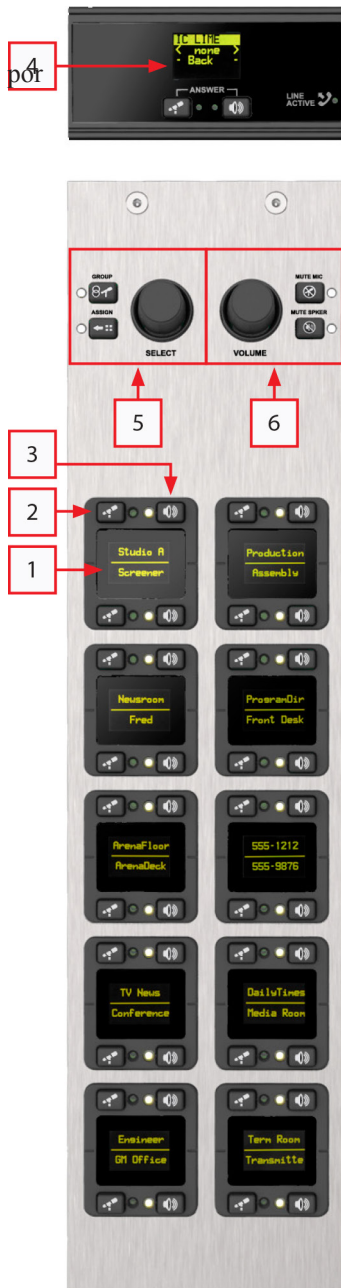 IC LINE
< none >
- Back -
4
por
ANSWER
LINE
ACTIVE
GROUP
ASSIGN
SELECT
VOLUME
MUTE MIC
MUTE SPKER
5
6
3
2
1
Studio A
Screener
Production
Assembly
Newsroom
Fred
ProgramDir
Front Desk
ArenaFloor
ArenaDeck
555-1212
555-9876
TV News
Conference
DailyTimes
Media Room
Engineer
GM Office
Term Room
Transmitte